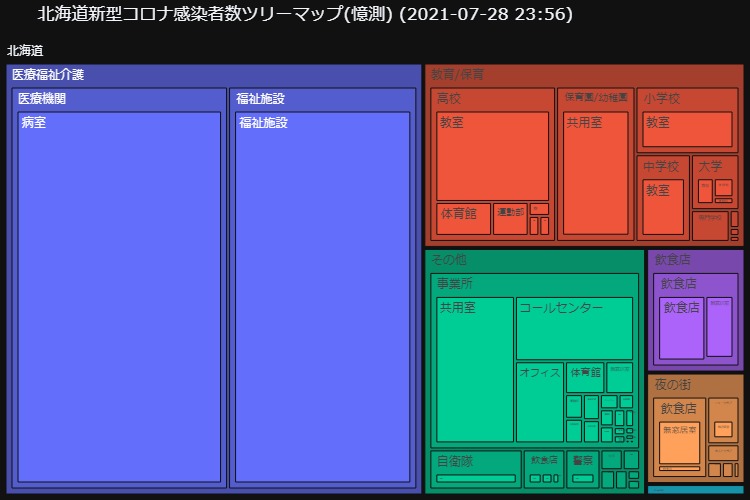 北海道新型コロナ感染者数ツリーマップ(憶測) (2021-07-28 23:56)
北海道
医療福祉介護
医療機関
病室
福祉施設
福祉施設
教育/保育
高校
教室
体育館
運動部
保育園/幼稚園
共用室
小学校
教室
中学校
教室
大学
その他
事業所
共用室
コールセンター
オフィス
体育館
自衛隊
飲食店
警察
飲食店
飲食店
飲食店
夜の街
飲食店
無窓居室